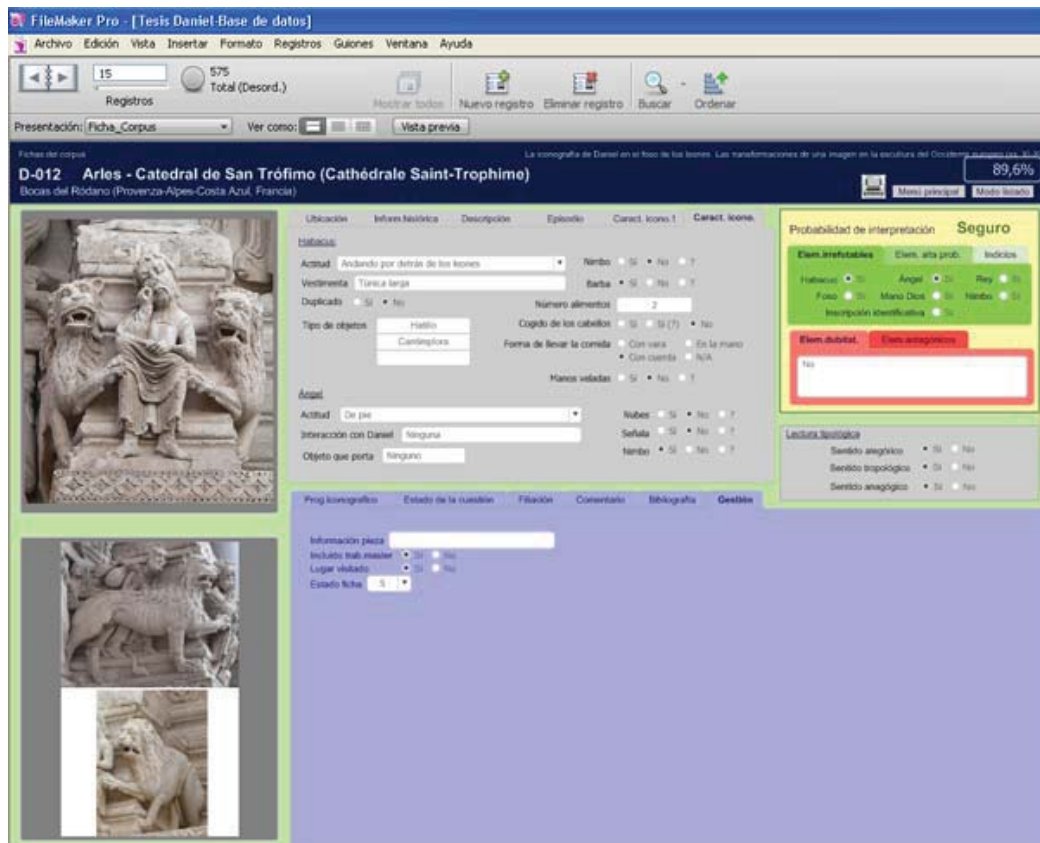 FileMaker Pro - [Tesis Daniel-Base de datos]
Archivo Edición Vista Insertar Formato Registros Guiones Ventana Ayuda
15
575
Total (Desord.)
Registros
Mostrar todos Nuevo registro Eliminar registro Buscar Ordenar
Presentación: Ficha_Corpus Ver como: Vista previa
Fichas del corpus
La iconografía de Daniel en el foso de los leones. Las transformaciones de una imagen en la escultura del Occidente europeo
D-012 Arles - Catedral de San Trófimo (Cathédrale Saint-Trophime)
89,6%
Bocas del Ródano (Provenza-Alpes-Costa Azul, Francia)
Menú principal Modo listado
Ubicación Inform.histórica Descripción Episodio Caract. icono.1 Caract. icono.
Habacuc
Actitud Andando por detrás de los leones Nimbo Sí No ?
Vestimenta Túnica larga Barba Sí No ?
Duplicado Sí No Número alimentos 2
Tipo de objetos Hatillo Cogido de los cabellos Sí Sí (?) No
Cantimplora Forma de llevar la comida Con vara En la mano
Con cuerda N/A
Manos veladas Sí No ?
Ángel
Actitud De pie Nubes Sí No ?
Interacción con Daniel Ninguna Señala Sí No ?
Objeto que porta Ninguno Nimbo Sí No ?
Probabilidad de interpretación Seguro
Elem.irrefutables Elem. alta prob. Indicios
Habacuc Sí Ángel Sí Rey Sí
Foso Sí Mano Dios Sí Nimbo Sí
Inscripción identificativa Sí
Elem.dubitat. Elem.antagónicos
No
Lectura tipológica
Sentido alegórico Sí No
Sentido tropológico Sí No
Sentido anagógico Sí No
Prog.iconográfico Estado de la cuestión Filiación Comentario Bibliografía Gestión
Información pieza
Incluido trab.máster Sí No
Lugar visitado Sí No
Estado ficha 5